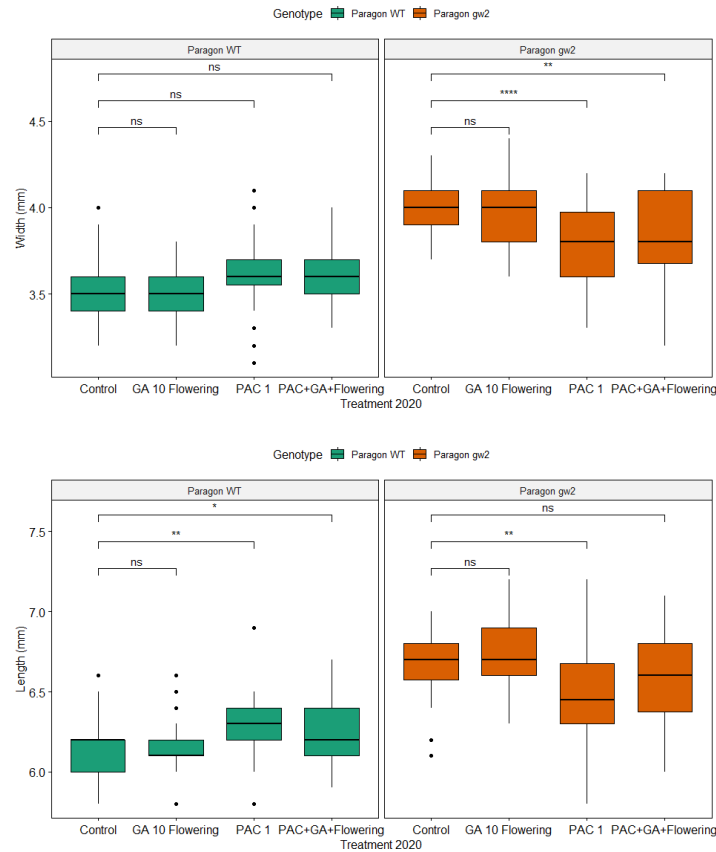 Genotype Paragon WT Paragon gw2
Paragon WT Paragon gw2
ns **
ns ****
ns ns
4.5
4.0
3.5
Width (mm)
Control GA 10 Flowering PAC 1 PAC+GA+Flowering Control GA 10 Flowering PAC 1 PAC+GA+Flowering
Treatment 2020
Genotype Paragon WT Paragon gw2
Paragon WT Paragon gw2
* ns
** **
ns ns
7.5
7.0
6.5
6.0
Length (mm)
Control GA 10 Flowering PAC 1 PAC+GA+Flowering Control GA 10 Flowering PAC 1 PAC+GA+Flowering
Treatment 2020